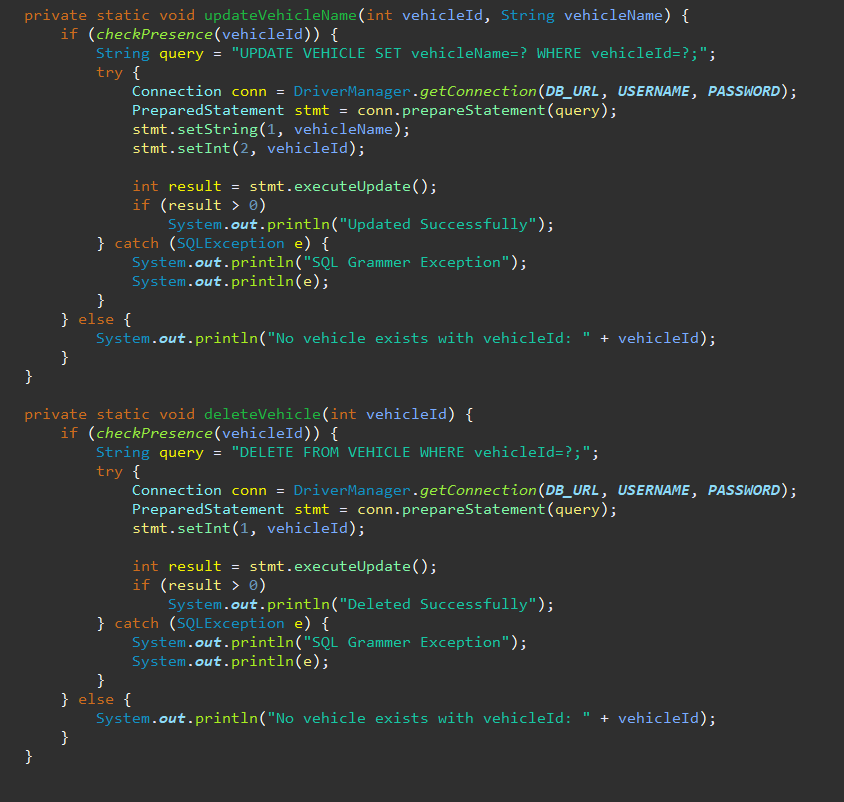 private static void updateVehicleName(int vehicleId, String vehicleName) {
    if (checkPresence(vehicleId)) {
        String query = "UPDATE VEHICLE SET vehicleName=? WHERE vehicleId=?;";
        try {
            Connection conn = DriverManager.getConnection(DB_URL, USERNAME, PASSWORD);
            PreparedStatement stmt = conn.prepareStatement(query);
            stmt.setString(1, vehicleName);
            stmt.setInt(2, vehicleId);

            int result = stmt.executeUpdate();
            if (result > 0)
                System.out.println("Updated Successfully");
        } catch (SQLException e) {
            System.out.println("SQL Grammer Exception");
            System.out.println(e);
        }
    } else {
        System.out.println("No vehicle exists with vehicleId: " + vehicleId);
    }
}

private static void deleteVehicle(int vehicleId) {
    if (checkPresence(vehicleId)) {
        String query = "DELETE FROM VEHICLE WHERE vehicleId=?;";
        try {
            Connection conn = DriverManager.getConnection(DB_URL, USERNAME, PASSWORD);
            PreparedStatement stmt = conn.prepareStatement(query);
            stmt.setInt(1, vehicleId);

            int result = stmt.executeUpdate();
            if (result > 0)
                System.out.println("Deleted Successfully");
        } catch (SQLException e) {
            System.out.println("SQL Grammer Exception");
            System.out.println(e);
        }
    } else {
        System.out.println("No vehicle exists with vehicleId: " + vehicleId);
    }
}